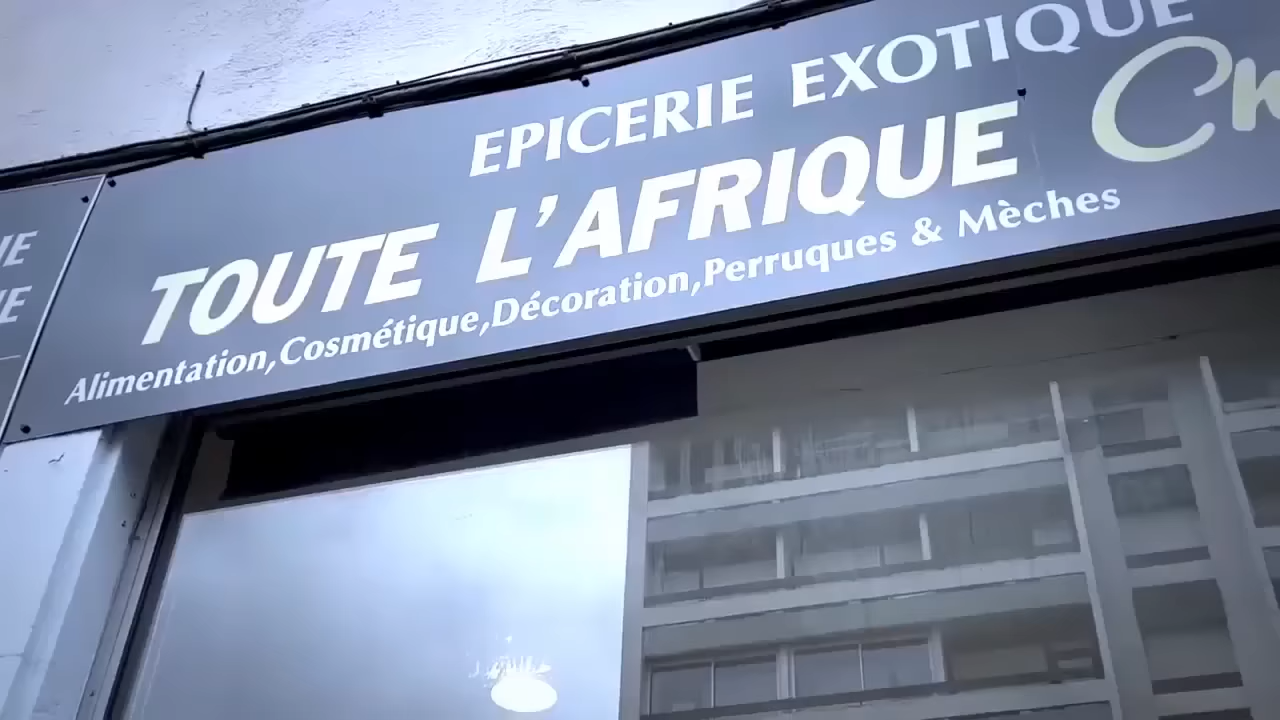 EPICERIE EXOTIQUE
TOUTE L'AFRIQUE
Alimentation,Cosmétique,Décoration,Perruques & Mèches